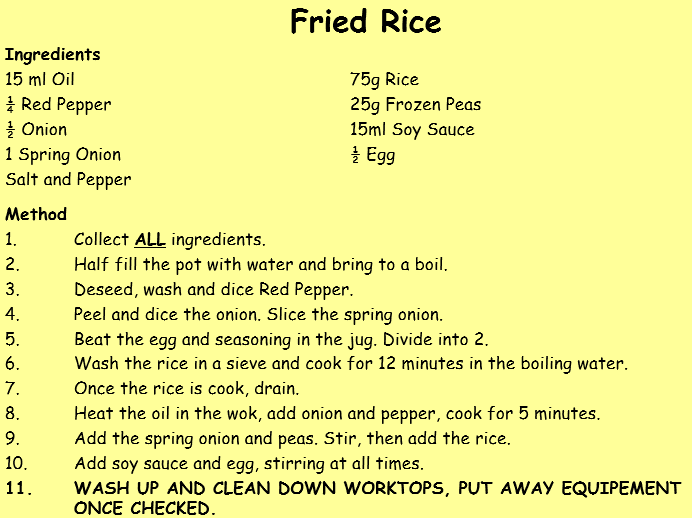 Fried Rice
Ingredients
15 ml Oil 75g Rice
¼ Red Pepper 25g Frozen Peas
½ Onion 15ml Soy Sauce
1 Spring Onion ½ Egg
Salt and Pepper
Method
1. Collect ALL ingredients.
2. Half fill the pot with water and bring to a boil.
3. Deseed, wash and dice Red Pepper.
4. Peel and dice the onion. Slice the spring onion.
5. Beat the egg and seasoning in the jug. Divide into 2.
6. Wash the rice in a sieve and cook for 12 minutes in the boiling water.
7. Once the rice is cook, drain.
8. Heat the oil in the wok, add onion and pepper, cook for 5 minutes.
9. Add the spring onion and peas. Stir, then add the rice.
10. Add soy sauce and egg, stirring at all times.
11. WASH UP AND CLEAN DOWN WORKTOPS, PUT AWAY EQUIPEMENT
ONCE CHECKED.